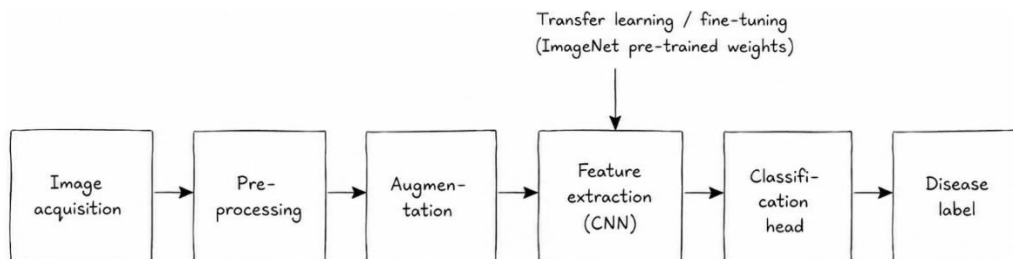 Transfer learning / fine-tuning
(ImageNet pre-trained weights)
Image
acquisition
Pre-
processing
Augmen-
tation
Feature
extraction
(CNN)
Classifi-
cation
head
Disease
label